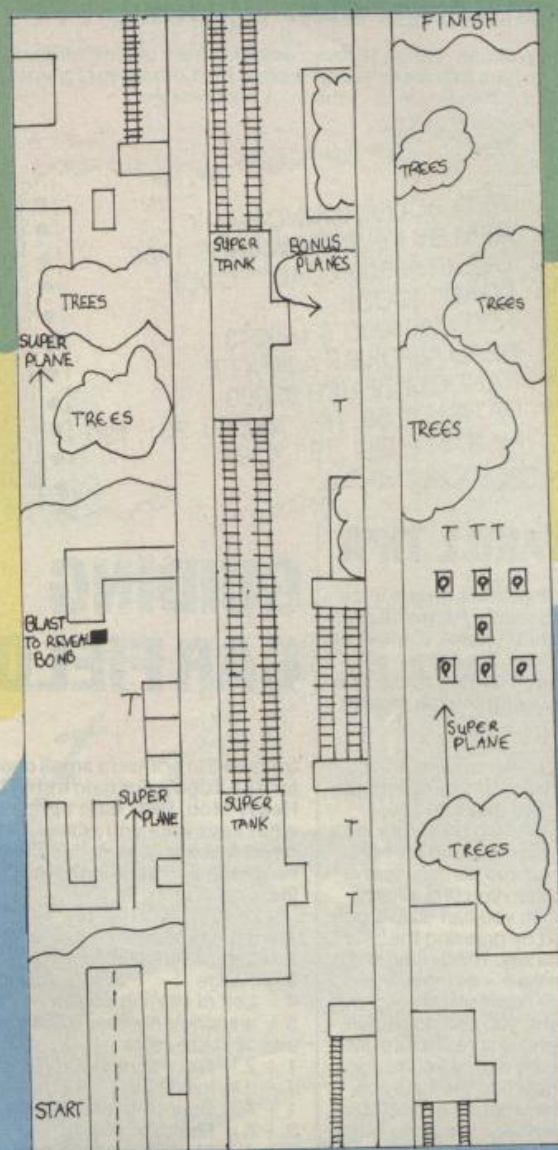 FINISH
TREES
SUPER
TANK
BONUS
PLANES
TREES
TREES
SUPER
PLANE
TREES
T
TREES
T T T
BLAST
TO REVEAL
BOMB
T
SUPER
PLANE
SUPER
PLANE
SUPER
TANK
T
TREES
T
START